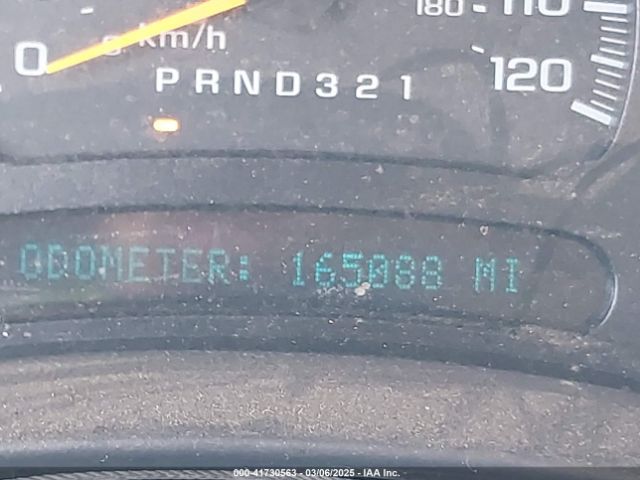 180 110
0 km/h
120
PRND321
ODOMETER: 165088 MI
000-41730563 - 03/06/2025 - IAA Inc.